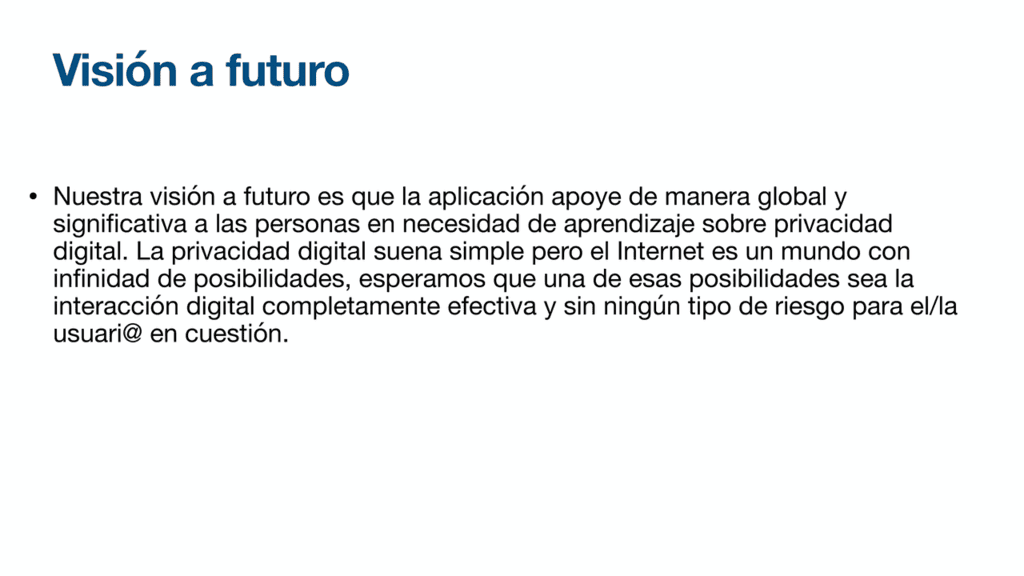 Visión a futuro
• Nuestra visión a futuro es que la aplicación apoye de manera global y
significativa a las personas en necesidad de aprendizaje sobre privacidad
digital. La privacidad digital suena simple pero el Internet es un mundo con
infinidad de posibilidades, esperamos que una de esas posibilidades sea la
interacción digital completamente efectiva y sin ningún tipo de riesgo para el/la
usuari@ en cuestión.